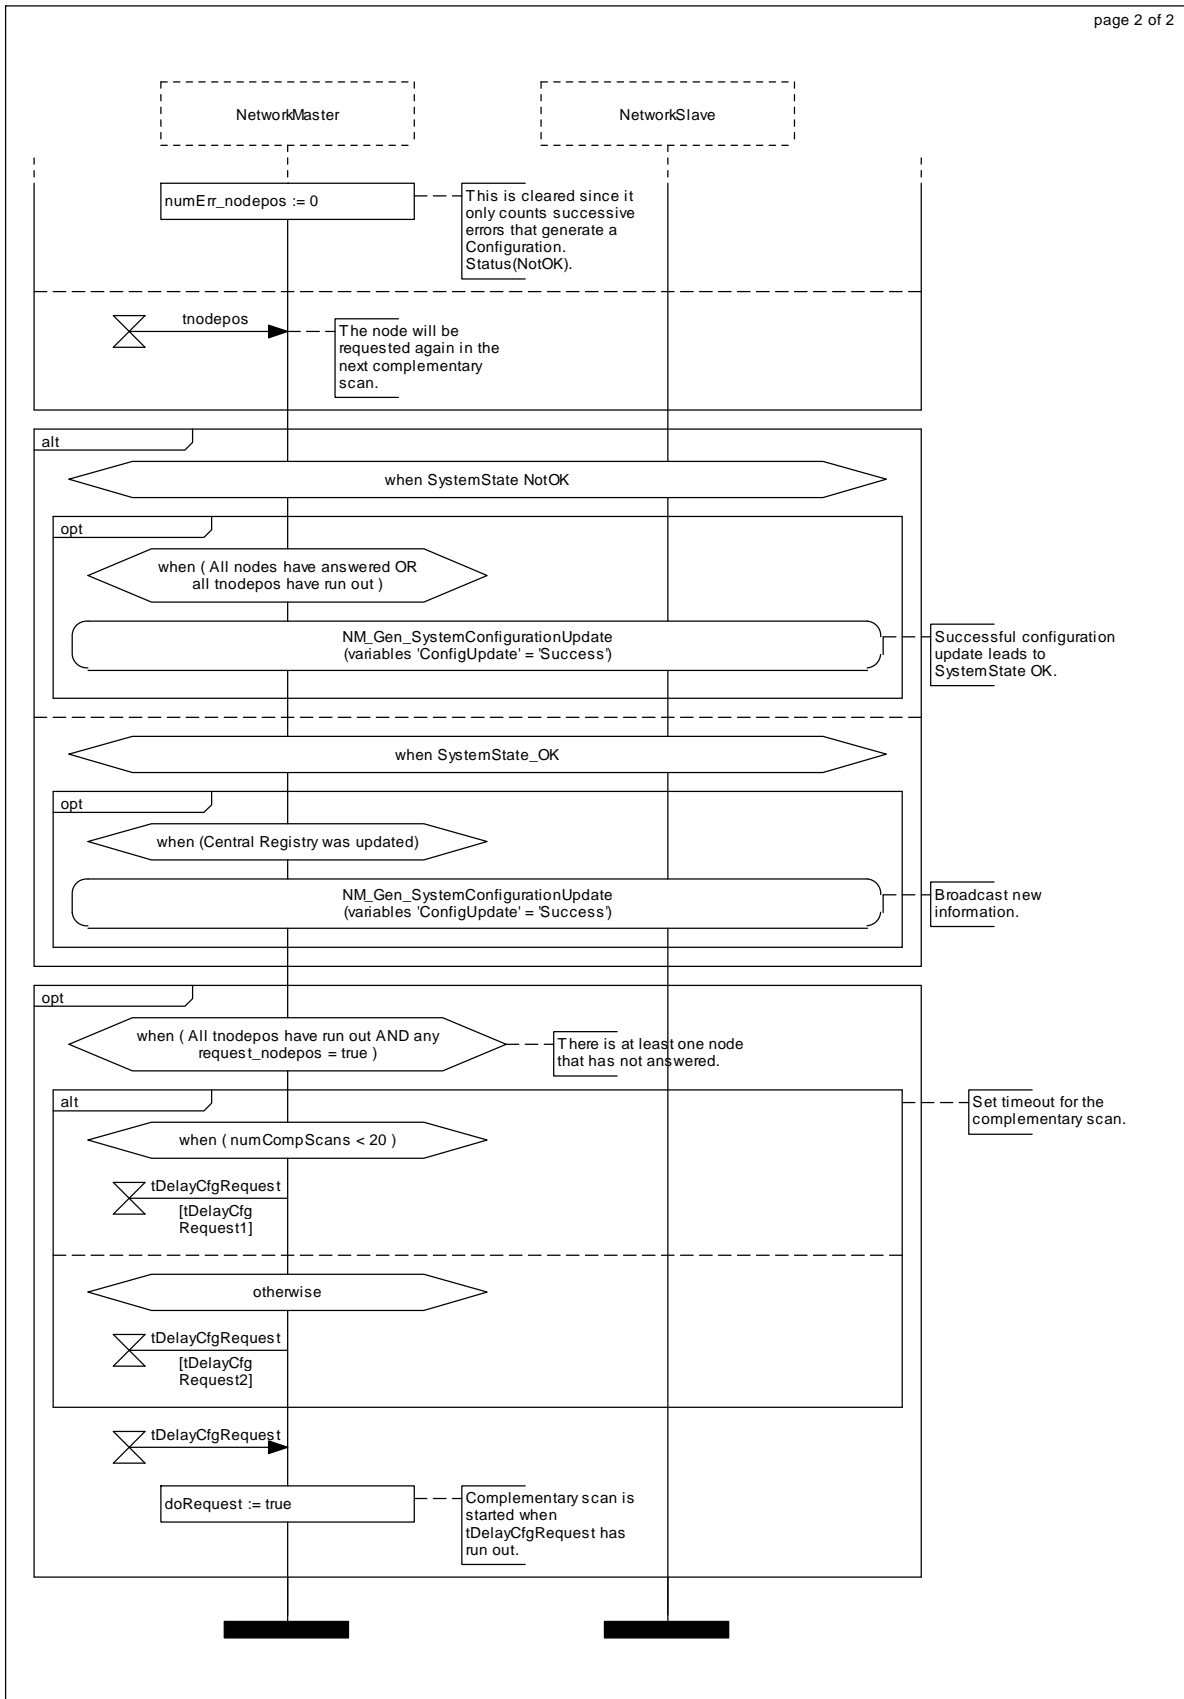 page 2 of 2
NetworkMaster
NetworkSlave
numErr_nodepos := 0
This is cleared since it
only counts successive
errors that generate a
Configuration.
Status(NotOK).
tnodepos
The node will be
requested again in the
next complementary
scan.
alt
when SystemState NotOK
opt
when ( All nodes have answered OR
all tnodepos have run out )
NM_Gen_SystemConfigurationUpdate
(variables 'ConfigUpdate' = 'Success')
Successful configuration
update leads to
SystemState OK.
when SystemState_OK
opt
when (Central Registry was updated)
NM_Gen_SystemConfigurationUpdate
(variables 'ConfigUpdate' = 'Success')
Broadcast new
information.
opt
when ( All tnodepos have run out AND any
request_nodepos = true )
There is at least one node
that has not answered.
alt
Set timeout for the
complementary scan.
when ( numCompScans < 20 )
tDelayCfgRequest
[tDelayCfg
Request1]
otherwise
tDelayCfgRequest
[tDelayCfg
Request2]
tDelayCfgRequest
doRequest := true
Complementary scan is
started when
tDelayCfgRequest has
run out.